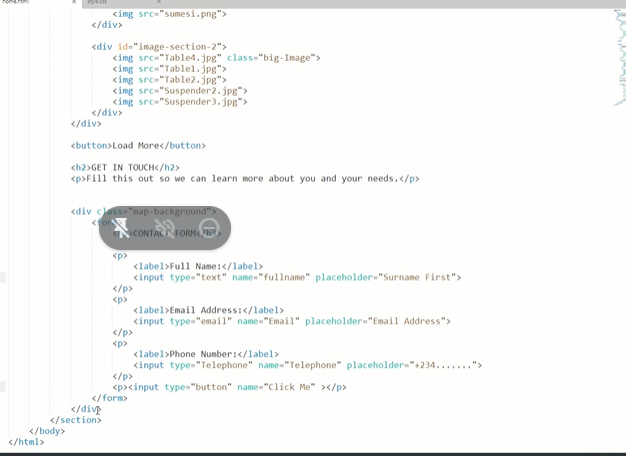 home.html
style.css
<img src="sumesi.png">
</div>
<div id="image-section-2">
<img src="Table4.jpg" class="big-Image">
<img src="Table1.jpg">
<img src="Table2.jpg">
<img src="Suspender2.jpg">
<img src="Suspender3.jpg">
</div>
</div>
<button>Load More</button>
<h2>GET IN TOUCH</h2>
<p>Fill this out so we can learn more about you and your needs.</p>
<div class="map-background">
CONTACT FORM
<p>
<label>Full Name:</label>
<input type="text" name="fullname" placeholder="Surname First">
</p>
<p>
<label>Email Address:</label>
<input type="email" name="Email" placeholder="Email Address">
</p>
<p>
<label>Phone Number:</label>
<input type="Telephone" name="Telephone" placeholder="+234.......">
</p>
<p><input type="button" name="Click Me" ></p>
</form>
</div>
</section>
</body>
</html>